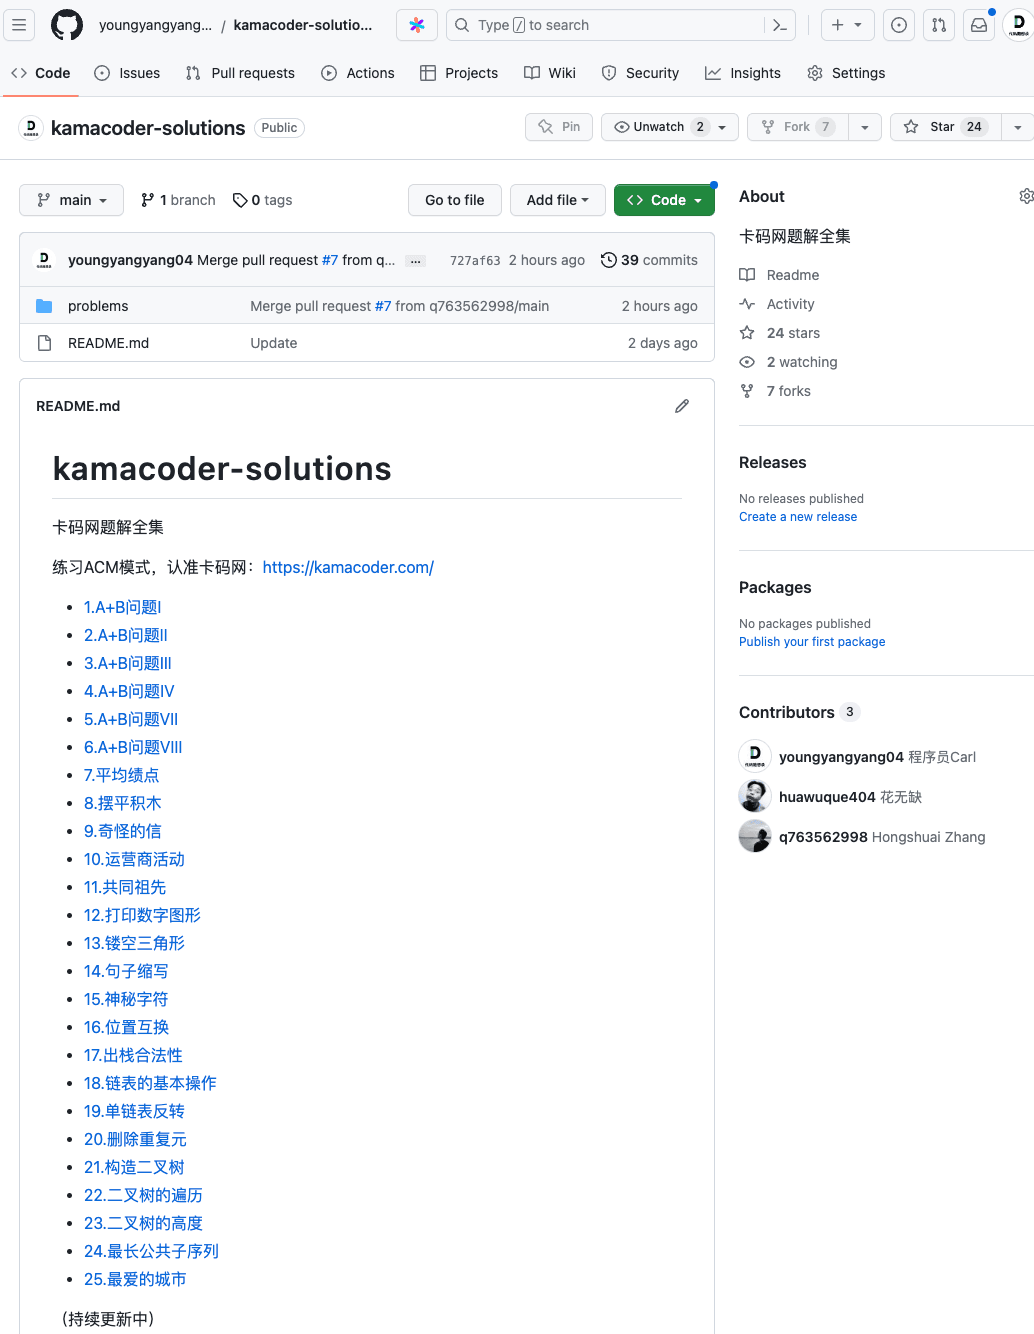 youngyangyang... / kamacoder-solutio...
Type / to search
Code Issues Pull requests Actions Projects Wiki Security Insights Settings
kamacoder-solutions Public
Pin Unwatch 2 Fork 7 Star 24
main 1 branch 0 tags Go to file Add file Code
youngyangyang04 Merge pull request #7 from q... ... 727af63 2 hours ago 39 commits
problems Merge pull request #7 from q763562998/main 2 hours ago
README.md Update 2 days ago
README.md
kamacoder-solutions
卡码网题解全集
练习ACM模式，认准卡码网：https://kamacoder.com/
1.A+B问题I
2.A+B问题II
3.A+B问题III
4.A+B问题IV
5.A+B问题VII
6.A+B问题VIII
7.平均绩点
8.摆平积木
9.奇怪的信
10.运营商活动
11.共同祖先
12.打印数字图形
13.镂空三角形
14.句子缩写
15.神秘字符
16.位置互换
17.出栈合法性
18.链表的基本操作
19.单链表反转
20.删除重复元
21.构造二叉树
22.二叉树的遍历
23.二叉树的高度
24.最长公共子序列
25.最爱的城市
（持续更新中）
About
卡码网题解全集
Readme
Activity
24 stars
2 watching
7 forks
Releases
No releases published
Create a new release
Packages
No packages published
Publish your first package
Contributors 3
youngyangyang04 程序员Carl
huawuque404 花无缺
q763562998 Hongshuai Zhang